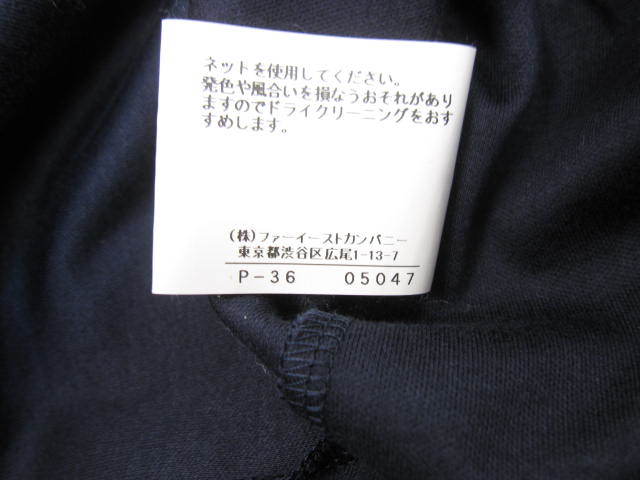 ネットを使用してください。
発色や風合いを損なうおそれがあり
ますのでドライクリーニングをおす
すめします。
(株)ファーイーストカンパニー
東京都渋谷区広尾1-13-7
P-36 05047